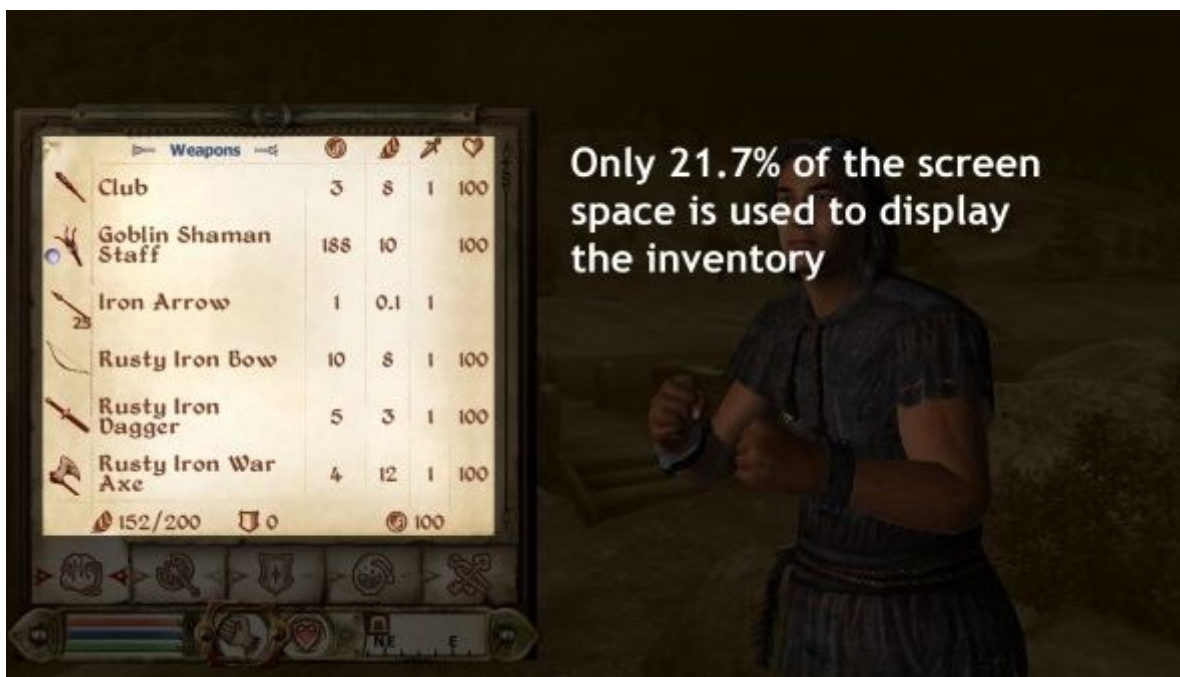 Weapons
Club 3 8 1 100
Goblin Shaman
Staff 188 10 100
Iron Arrow 1 0.1 1
25
Rusty Iron Bow 10 8 1 100
Rusty Iron
Dagger 5 3 1 100
Rusty Iron War
Axe 4 12 1 100
152/200 0 100
NE E
Only 21.7% of the screen
space is used to display
the inventory